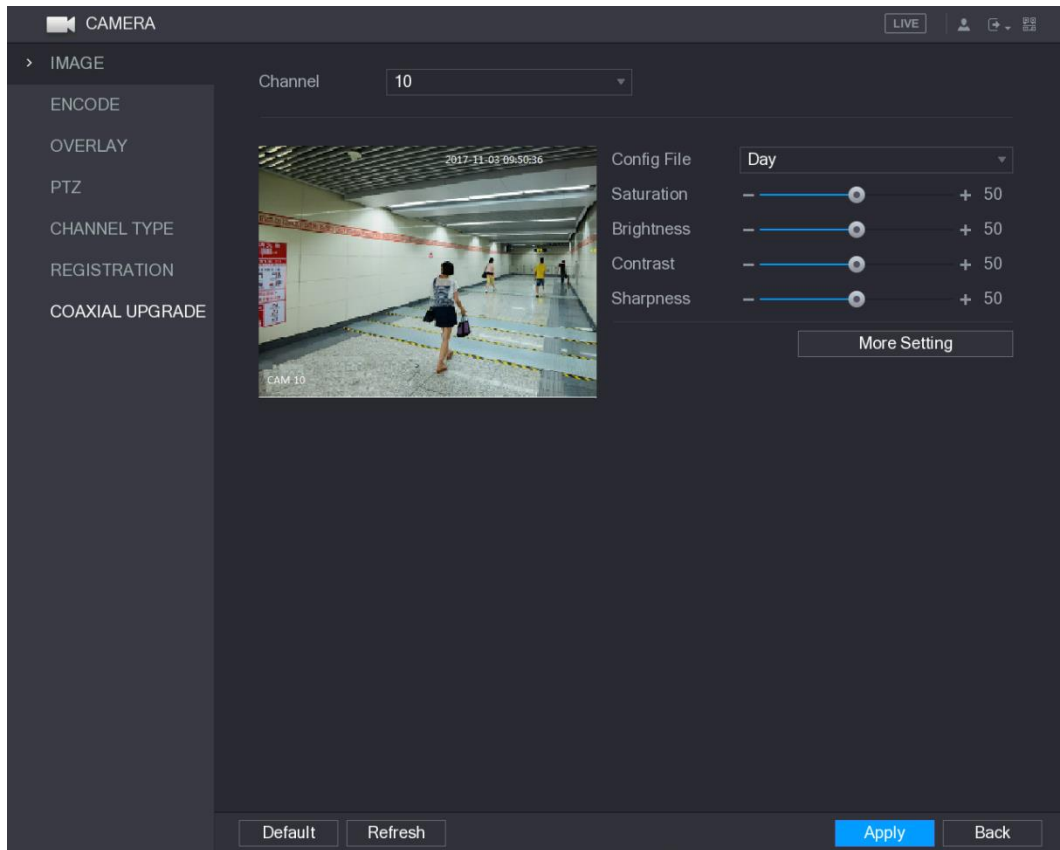 CAMERA
LIVE
IMAGE
ENCODE
OVERLAY
PTZ
CHANNEL TYPE
REGISTRATION
COAXIAL UPGRADE
Channel 10
2017-11-03 09:50:36
CAM 10
Config File Day
Saturation - + 50
Brightness - + 50
Contrast - + 50
Sharpness - + 50
More Setting
Default Refresh Apply Back